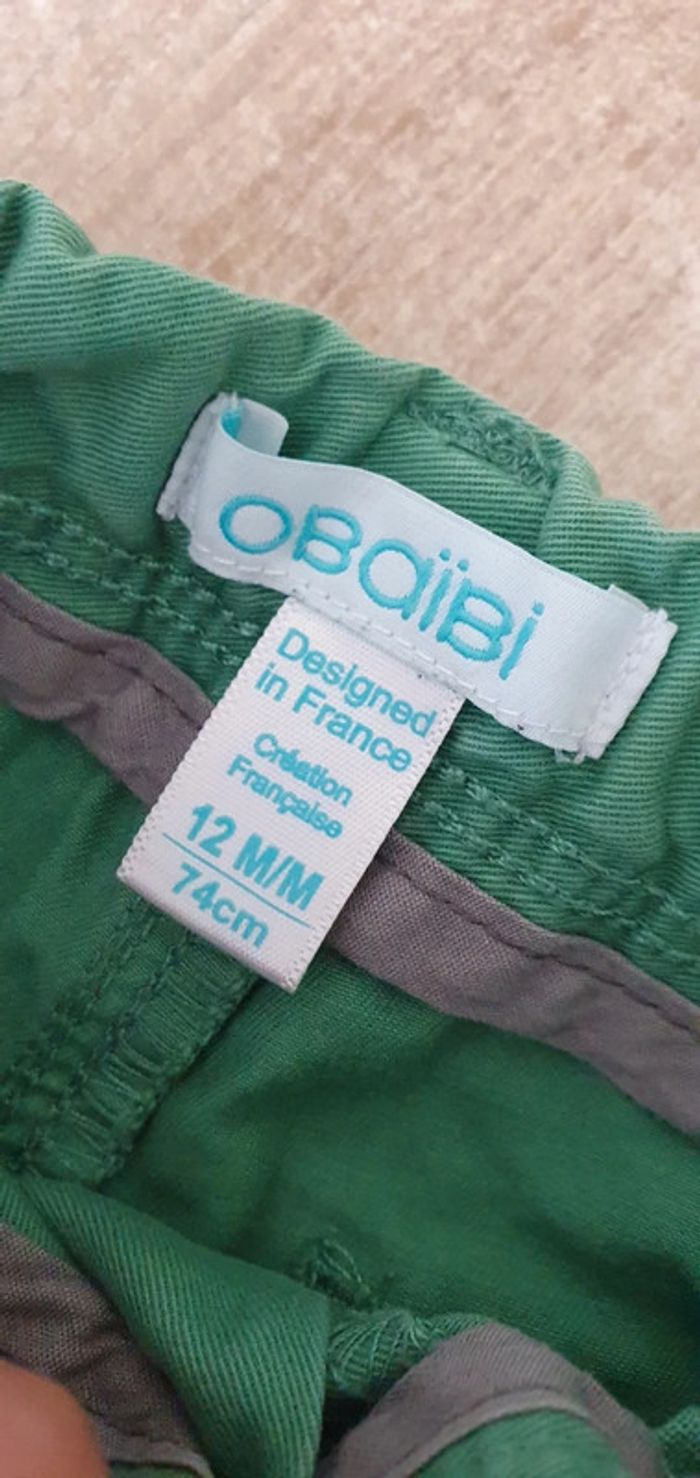 OBaïBi
Designed
in France
Création
Française
12 M/M
74cm